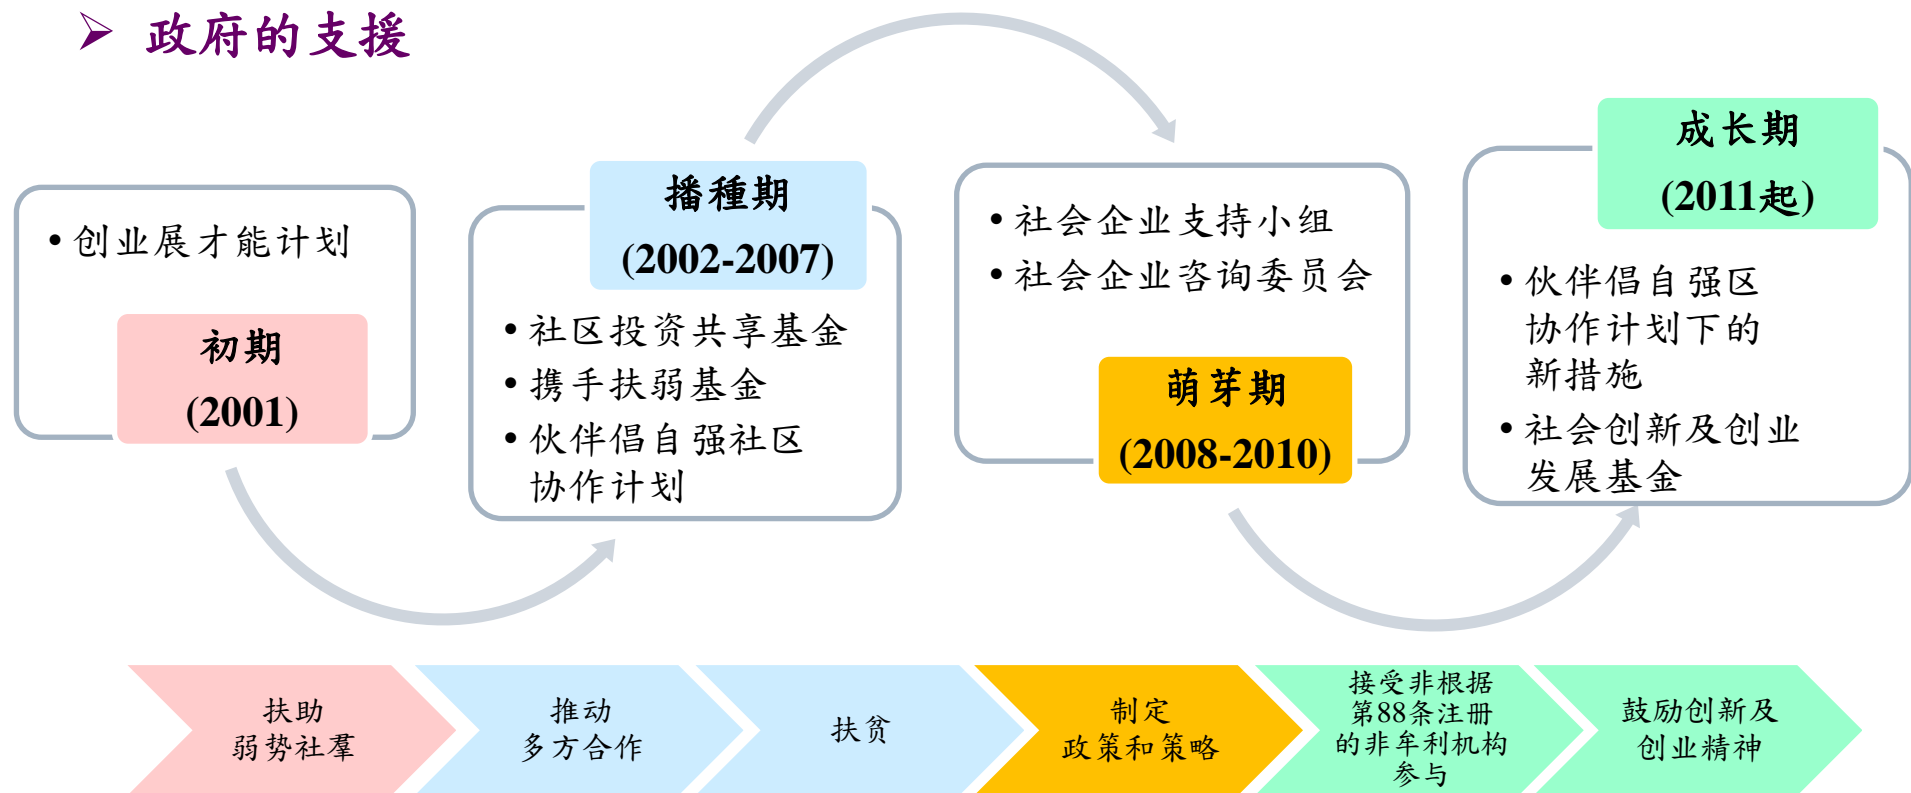 ➢ 政府的支援
• 创业展才能计划
初期
(2001)
播種期
(2002-2007)
• 社区投资共享基金
• 携手扶弱基金
• 伙伴倡自强社区
协作计划
• 社会企业支持小组
• 社会企业咨询委员会
萌芽期
(2008-2010)
成长期
(2011起)
• 伙伴倡自强区
协作计划下的
新措施
• 社会创新及创业
发展基金
扶助
弱势社羣
推动
多方合作
扶贫
制定
政策和策略
接受非根据
第88条注册
的非牟利机构
参与
鼓励创新及
创业精神